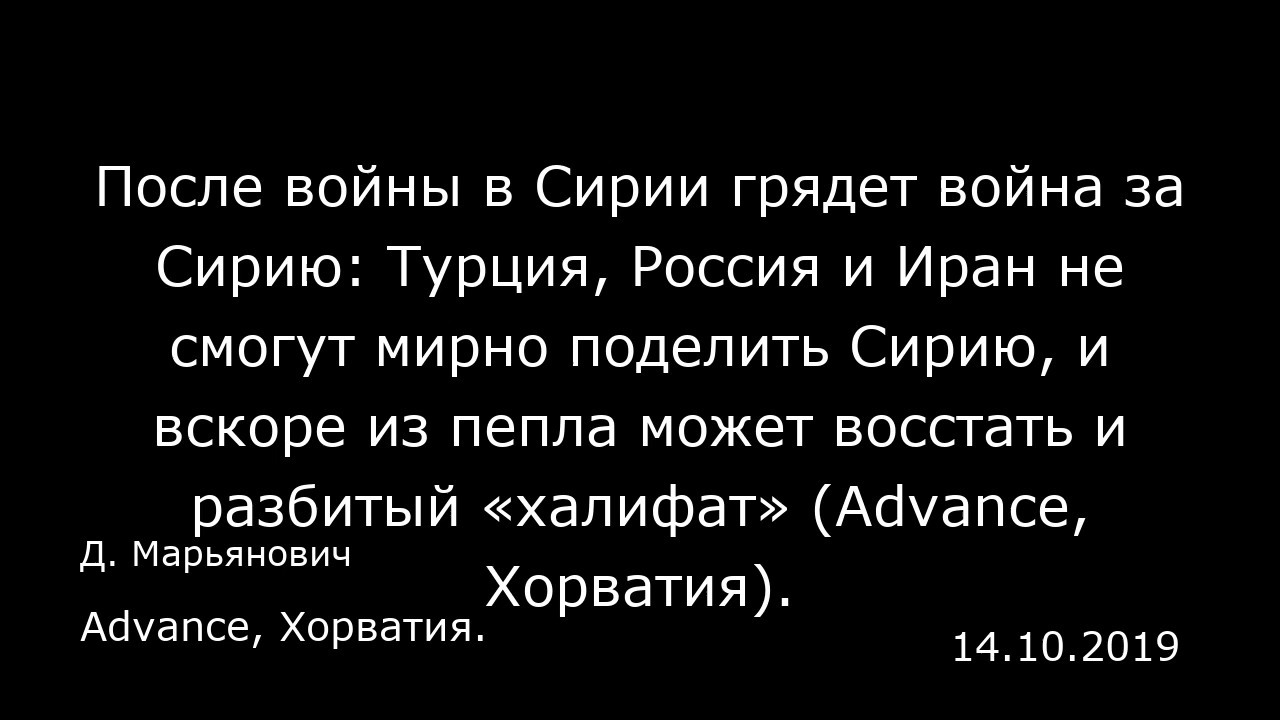 После войны в Сирии грядет война за
Сирию: Турция, Россия и Иран не
смогут мирно поделить Сирию, и
вскоре из пепла может восстать и
разбитый «халифат» (Advance,
Хорватия).
Д. Марьянович
Advance, Хорватия.
14.10.2019